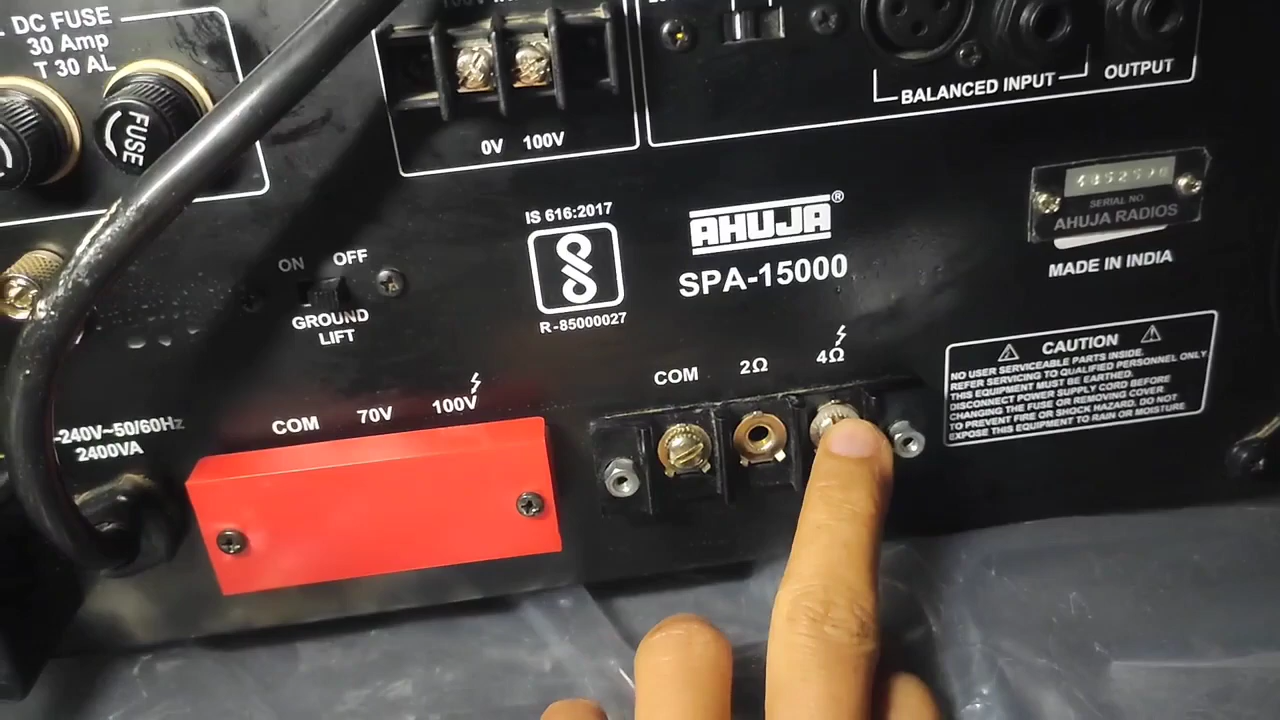 DC FUSE
30 Amp
T 30 AL
FUSE
0V 100V
BALANCED INPUT
OUTPUT
IS 616:2017
R-85000027
AHUJA®
SPA-15000
SERIAL NO.
AHUJA RADIOS
MADE IN INDIA
ON OFF
GROUND
LIFT
-240V~50/60Hz
2400VA
COM 70V 100V
COM 2Ω 4Ω
CAUTION
NO USER SERVICEABLE PARTS INSIDE.
REFER SERVICING TO QUALIFIED PERSONNEL ONLY
THIS EQUIPMENT MUST BE EARTHED.
DISCONNECT POWER SUPPLY CORD BEFORE
CHANGING THE FUSE OR REMOVING COVER
TO PREVENT FIRE OR SHOCK HAZARD, DO NOT
EXPOSE THIS EQUIPMENT TO RAIN OR MOISTURE